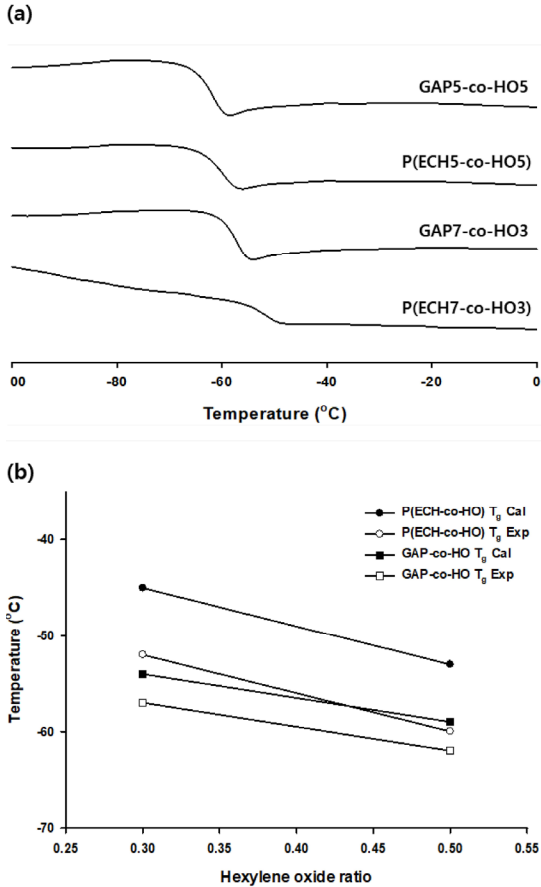 (a)
GAP5-co-HO5
P(ECH5-co-HO5)
GAP7-co-HO3
P(ECH7-co-HO3)
00 -80 -60 -40 -20 0
Temperature (°C)
(b)
P(ECH-co-HO) Tg Cal
P(ECH-co-HO) Tg Exp
GAP-co-HO Tg Cal
GAP-co-HO Tg Exp
-40
-50
-60
-70
Temperature (°C)
0.25 0.30 0.35 0.40 0.45 0.50 0.55
Hexylene oxide ratio